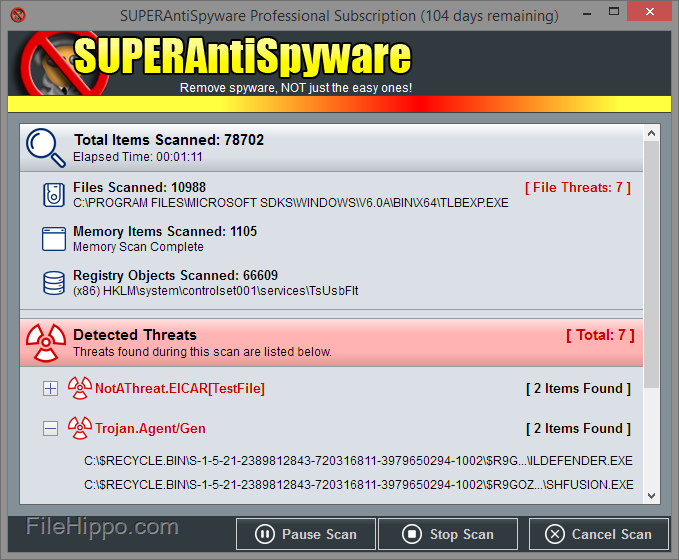 SUPERAntiSpyware Professional Subscription (104 days remaining)
SUPERAntiSpyware
Remove spyware, NOT just the easy ones!
Total Items Scanned: 78702
Elapsed Time: 00:01:11
Files Scanned: 10988 [ File Threats: 7 ]
C:\PROGRAM FILES\MICROSOFT SDKS\WINDOWS\V6.0A\BIN\X64\TLBEXP.EXE
Memory Items Scanned: 1105
Memory Scan Complete
Registry Objects Scanned: 66609
(x86) HKLM\system\controlset001\services\TsUsbFlt
Detected Threats [ Total: 7 ]
Threats found during this scan are listed below.
NotAThreat.EICAR[TestFile] [ 2 Items Found ]
Trojan.Agent/Gen [ 2 Items Found ]
C:\$RECYCLE.BIN\S-1-5-21-2389812843-720316811-3979650294-1002\$R9G...\ILDEFENDER.EXE
C:\$RECYCLE.BIN\S-1-5-21-2389812843-720316811-3979650294-1002\$R9GOZ...\SHFUSION.EXE
FileHippo.com
Pause Scan
Stop Scan
Cancel Scan